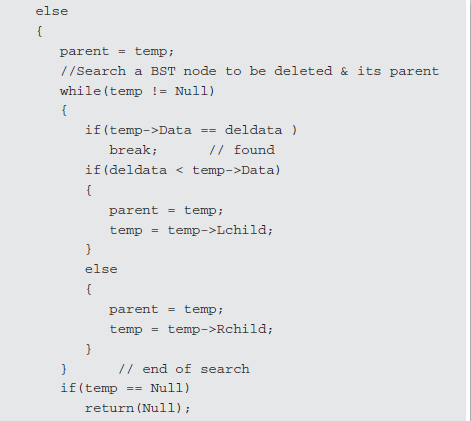 else
{
parent = temp;
//Search a BST node to be deleted & its parent
while(temp != Null)
{
if(temp->Data == deldata )
break; // found
if(deldata < temp->Data)
{
parent = temp;
temp = temp->Lchild;
}
else
{
parent = temp;
temp = temp->Rchild;
}
} // end of search
if(temp == Null)
return(Null);